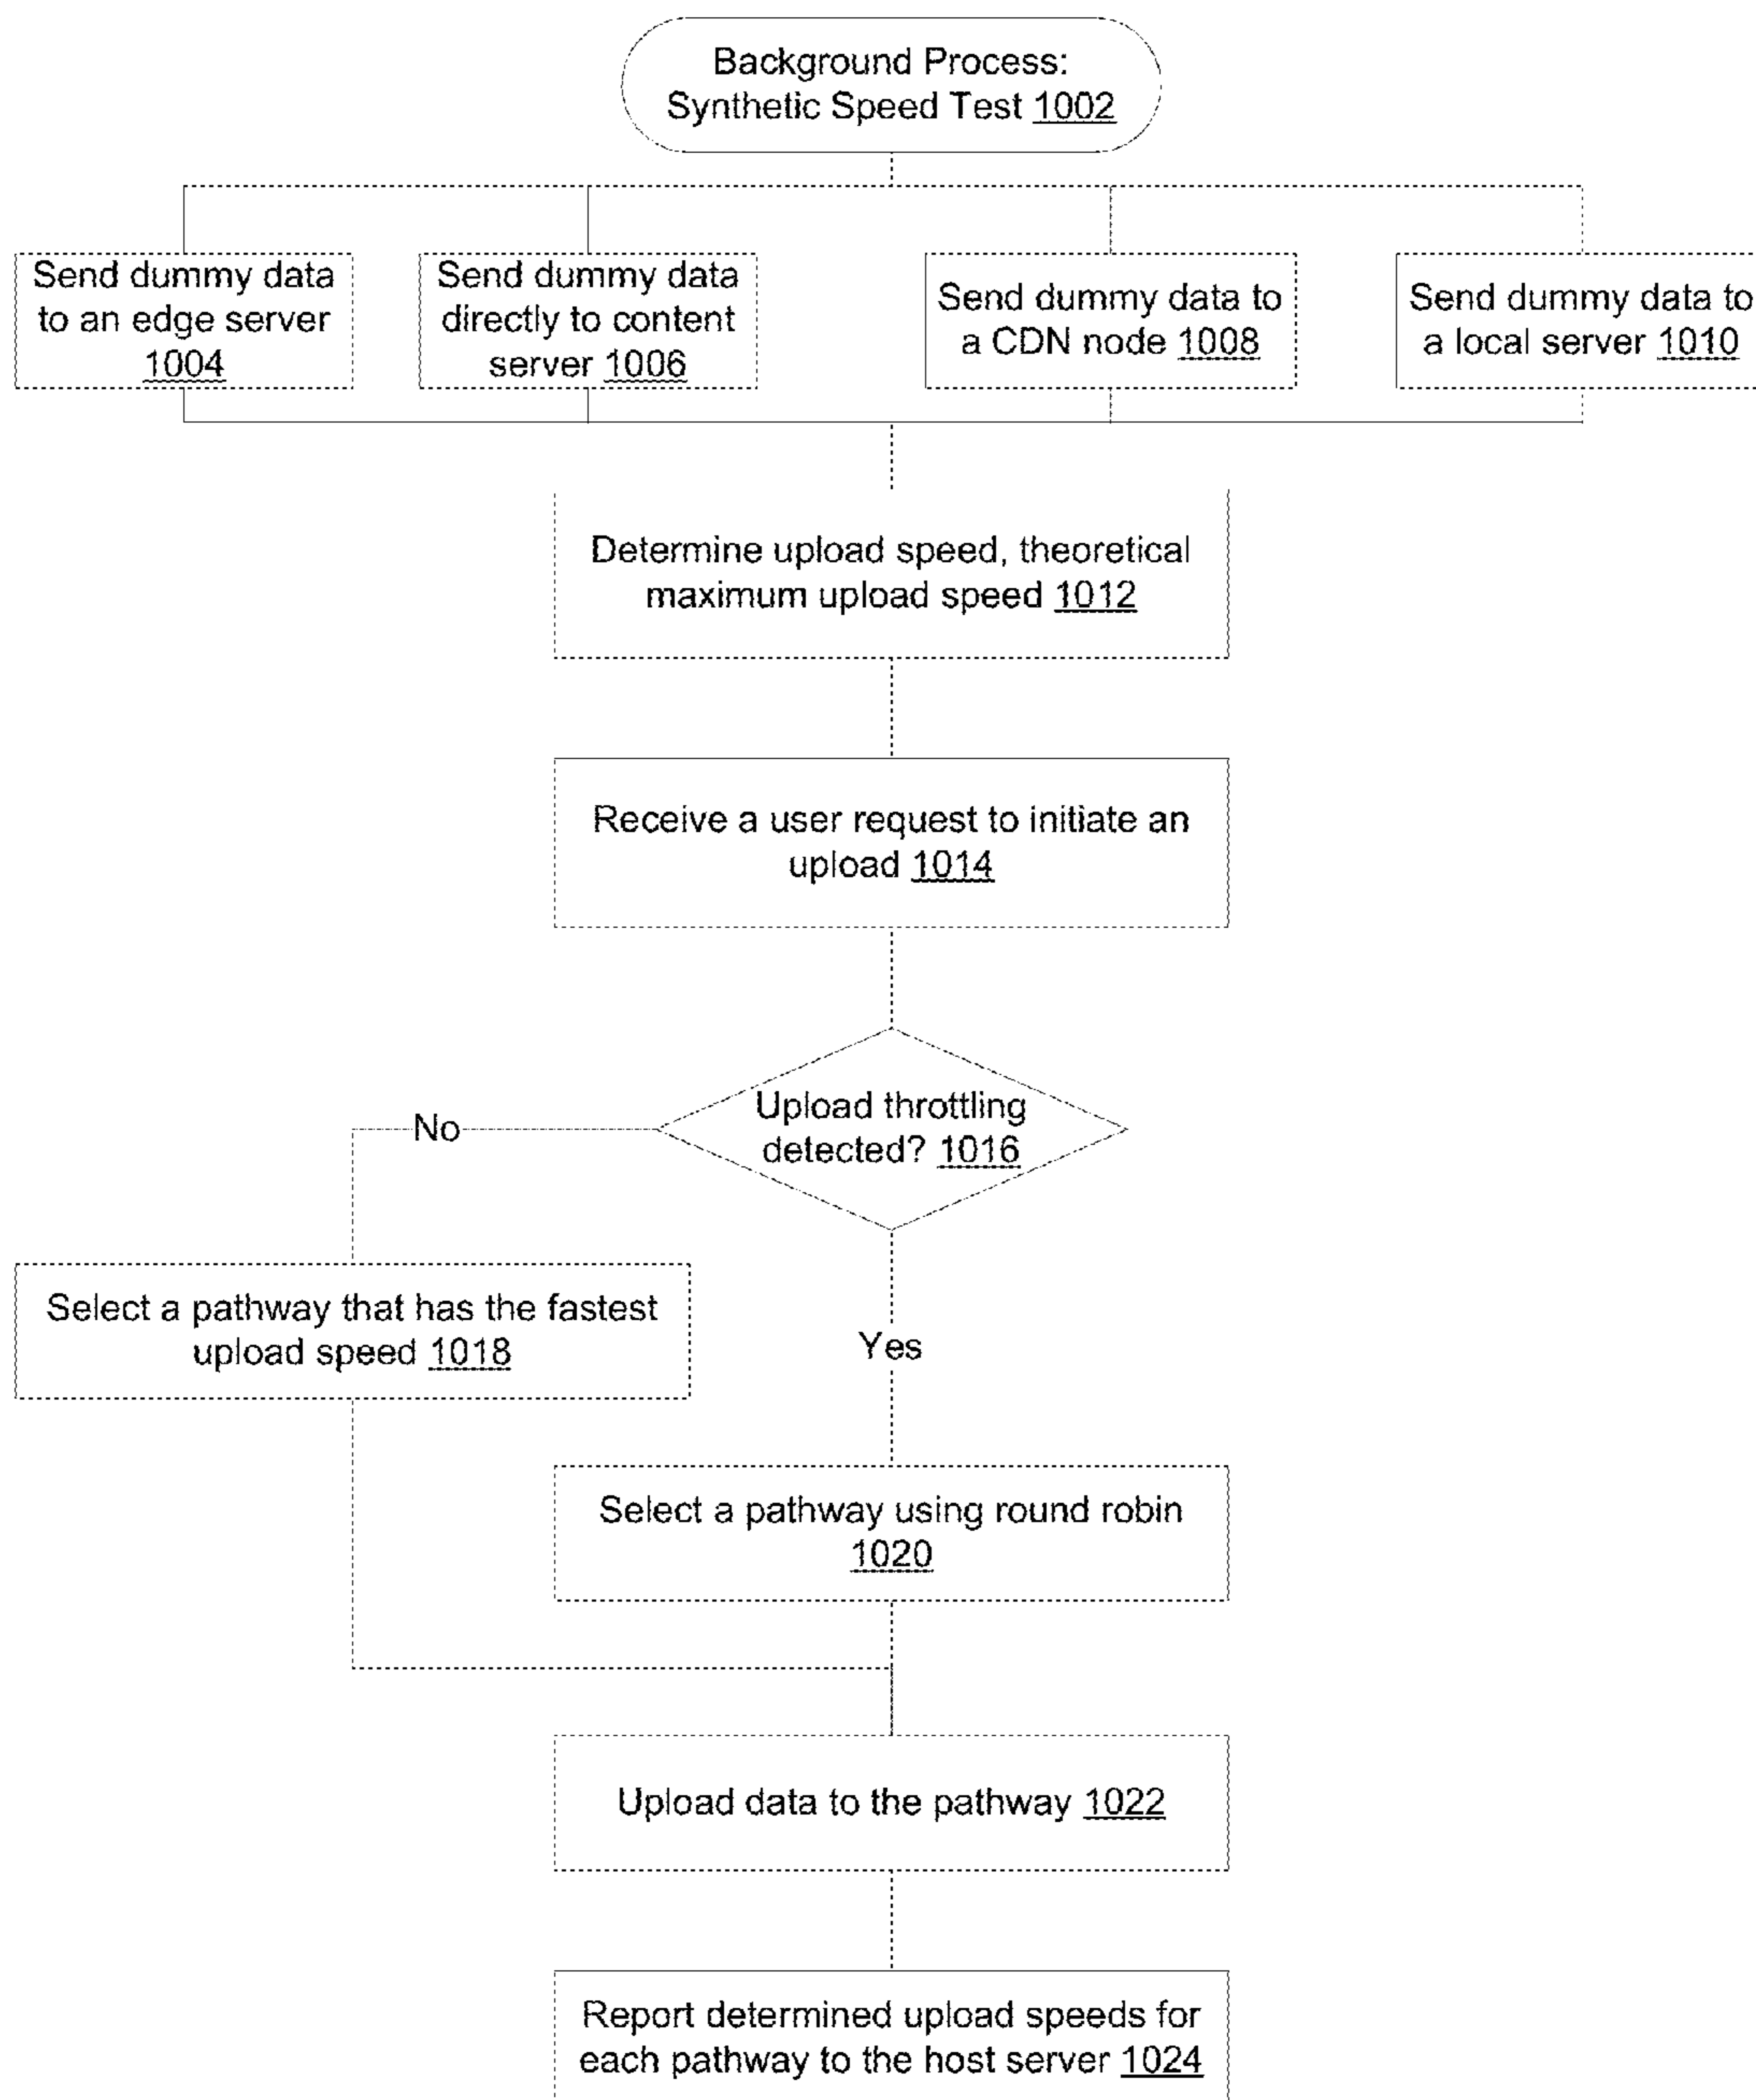 Background Process:
Synthetic Speed Test 1002
Send dummy data
to an edge server
1004
Send dummy data
directly to content
server 1006
Send dummy data to
a CDN node 1008
Send dummy data to
a local server 1010
Determine upload speed, theoretical
maximum upload speed 1012
Receive a user request to initiate an
upload 1014
Upload throttling
detected? 1016
No
Select a pathway that has the fastest
upload speed 1018
Yes
Select a pathway using round robin
1020
Upload data to the pathway 1022
Report determined upload speeds for
each pathway to the host server 1024